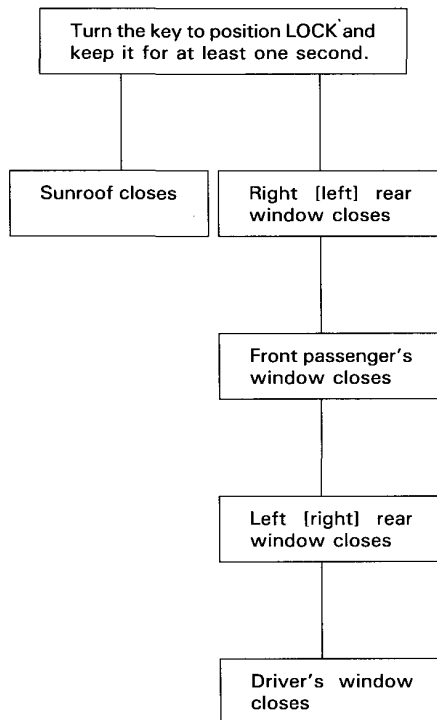 Turn the key to position LOCK and
keep it for at least one second.
Sunroof closes
Right [left] rear
window closes
Front passenger's
window closes
Left [right] rear
window closes
Driver's window
closes